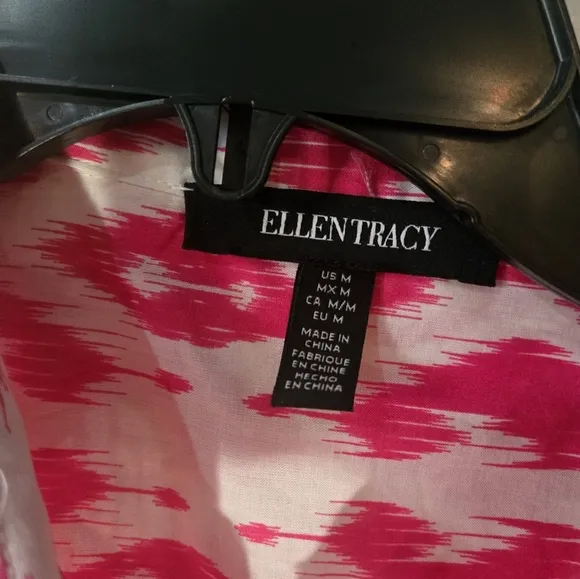 ELLEN TRACY
US M
MX M
CA M/M
EU M
MADE IN
CHINA
FABRIQUE
EN CHINE
HECHO
EN CHINA